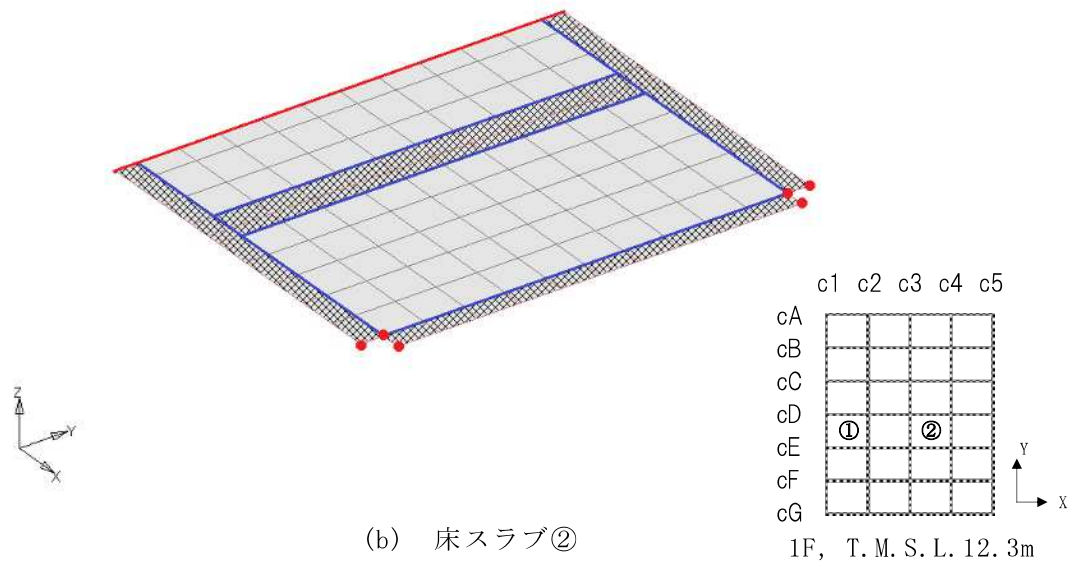 Z
Y
X
c1 c2 c3 c4 c5
cA
cB
cC
cD
cE
cF
cG
① ②
Y
X
(b) 床スラブ②
1F, T.M.S.L.12.3m